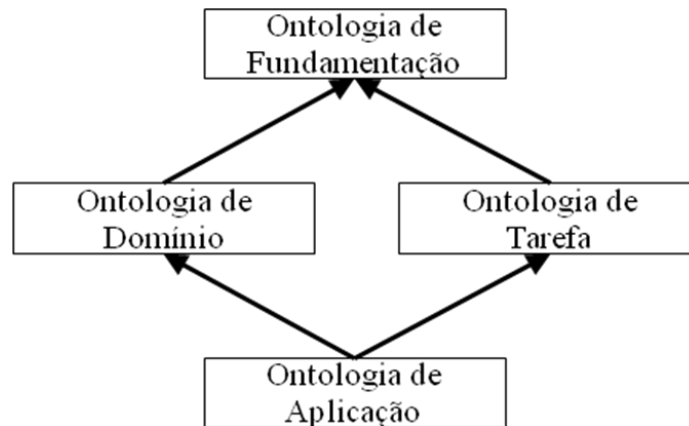 Ontologia de
Fundamentação
Ontologia de
Domínio
Ontologia de
Tarefa
Ontologia de
Aplicação